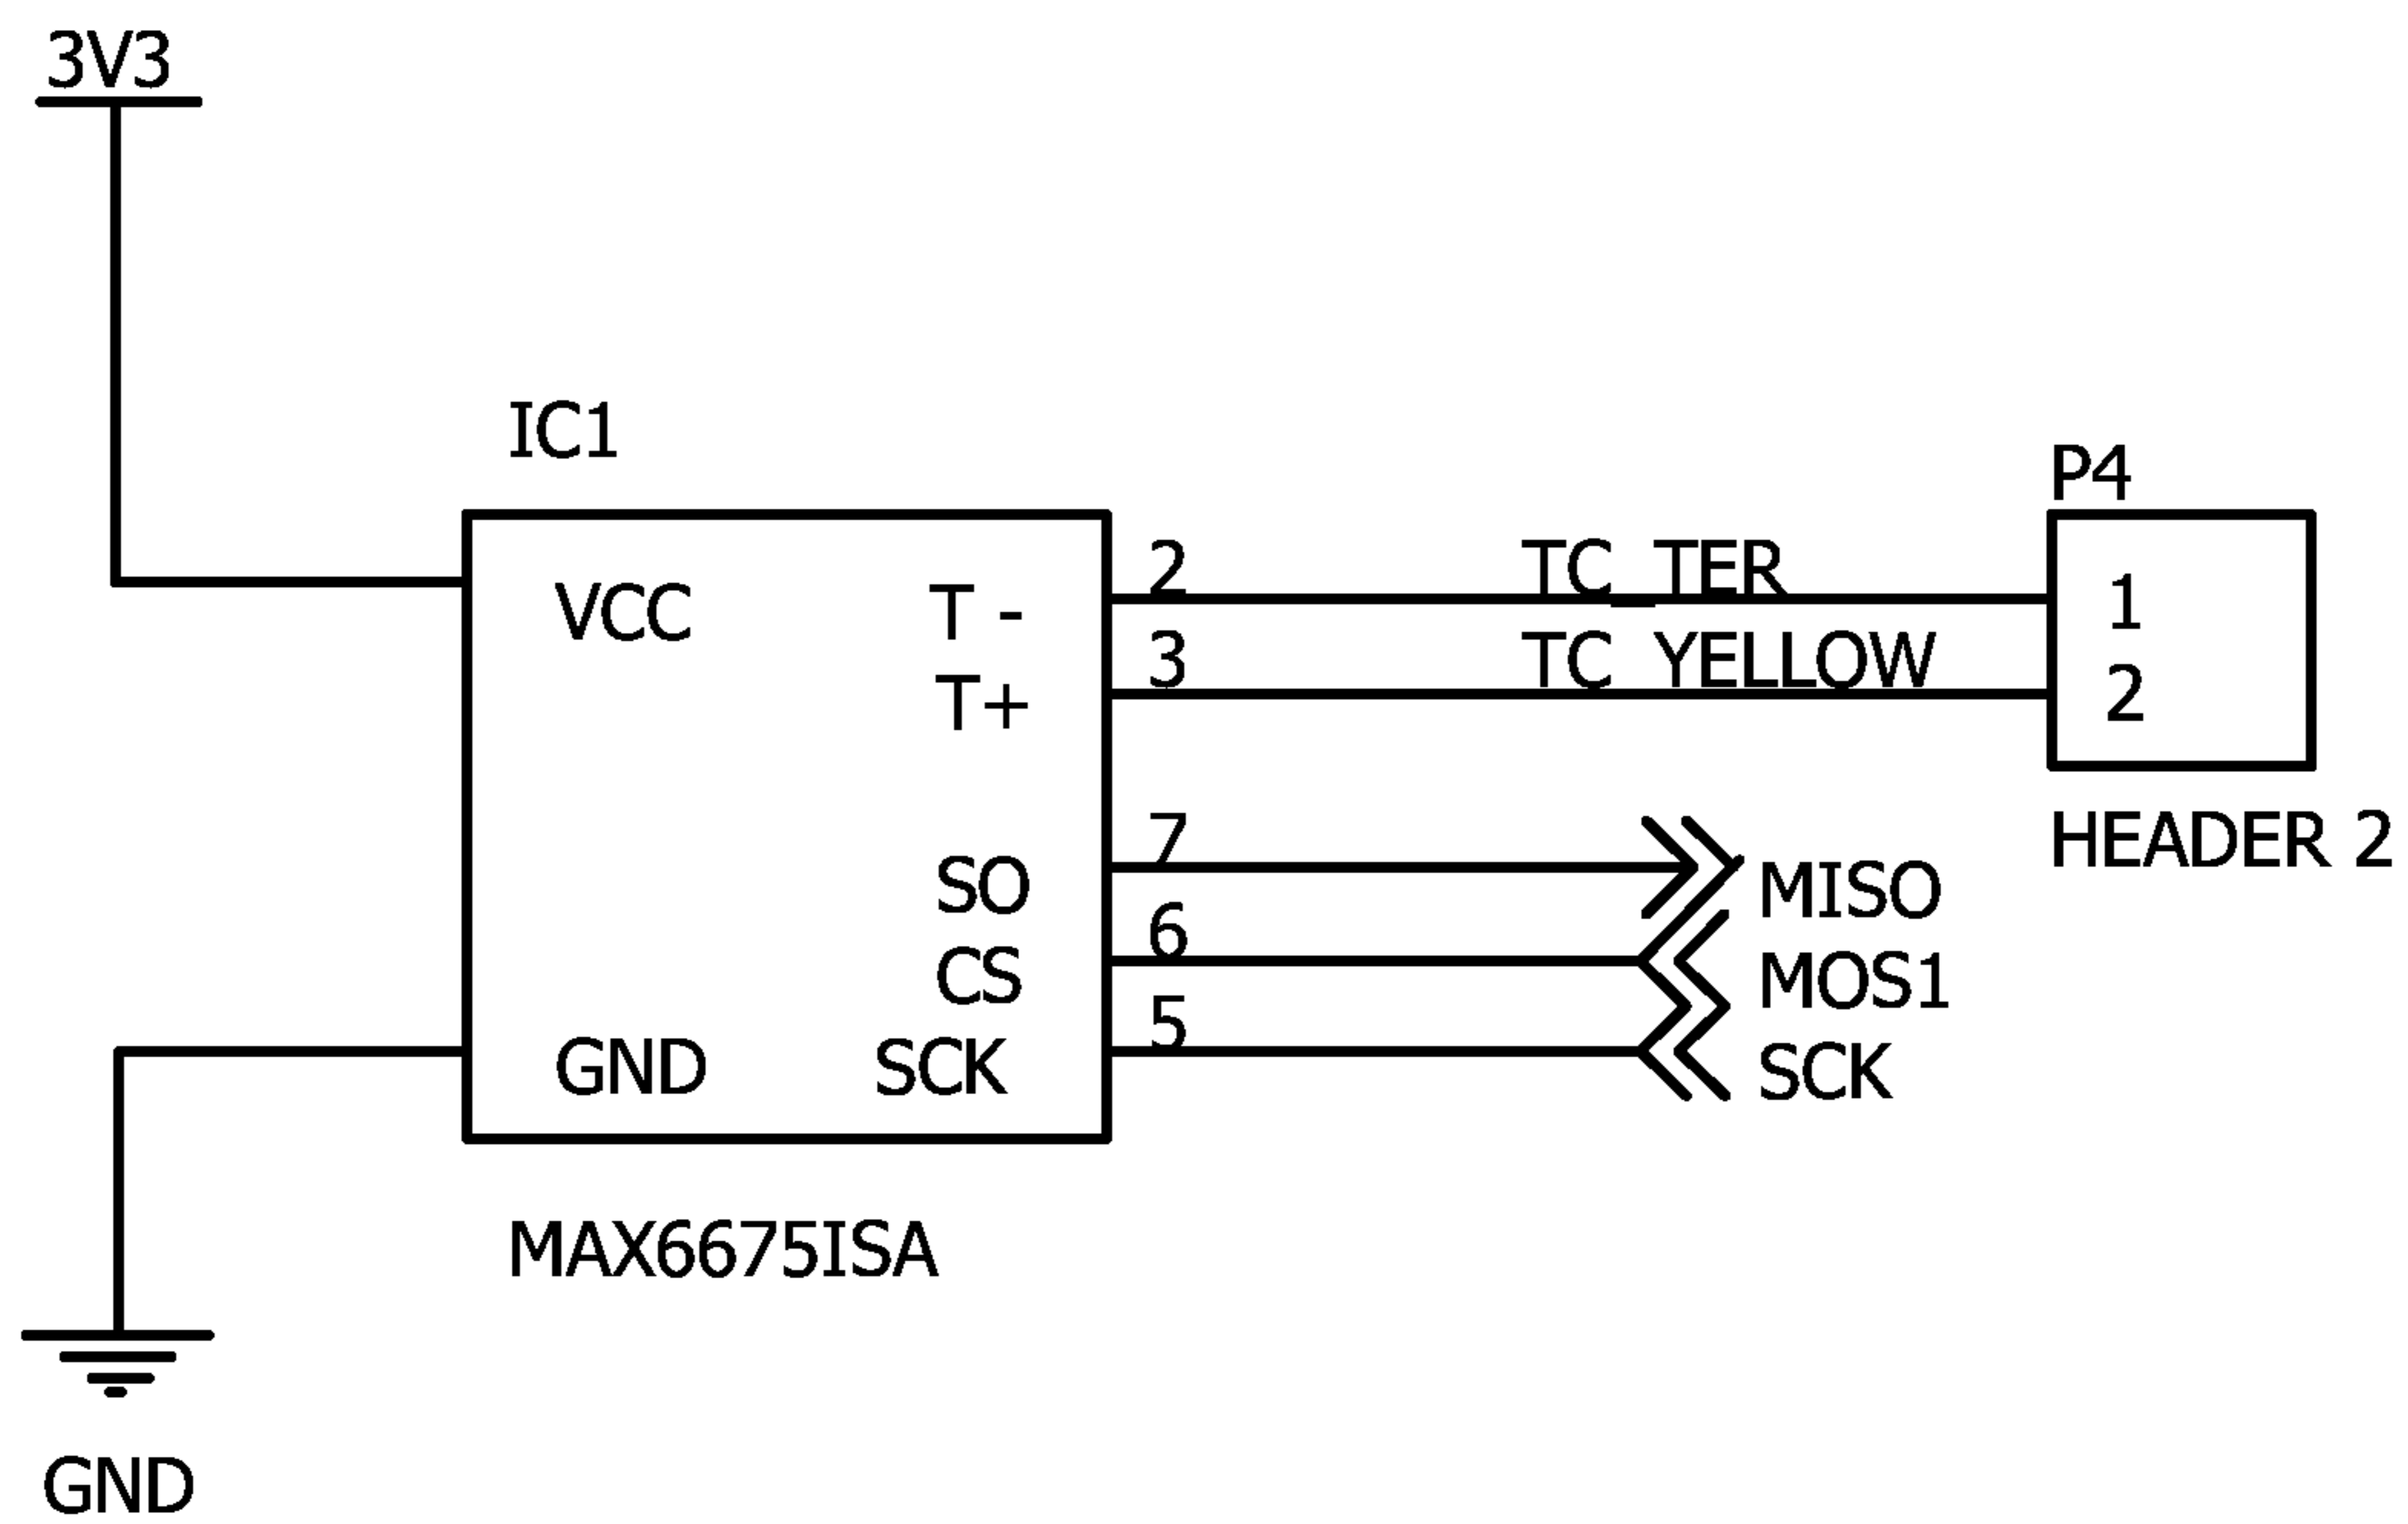 3V3
IC1
P4
VCC
T -
2
TC_TER
1
T+
3
TC_YELLOW
2
HEADER 2
SO
7
MISO
CS
6
MOS1
GND
SCK
5
SCK
MAX6675ISA
GND